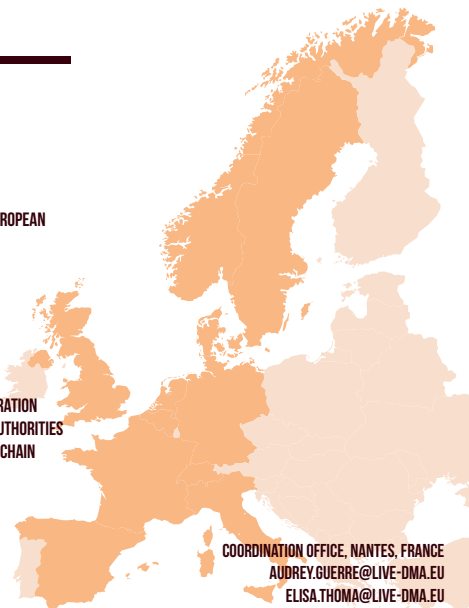 ROPEAN
RATION
UTHORITIES
CHAIN
COORDINATION OFFICE, NANTES, FRANCE
AUDREY.GUERRE@LIVE-DMA.EU
ELISA.THOMA@LIVE-DMA.EU